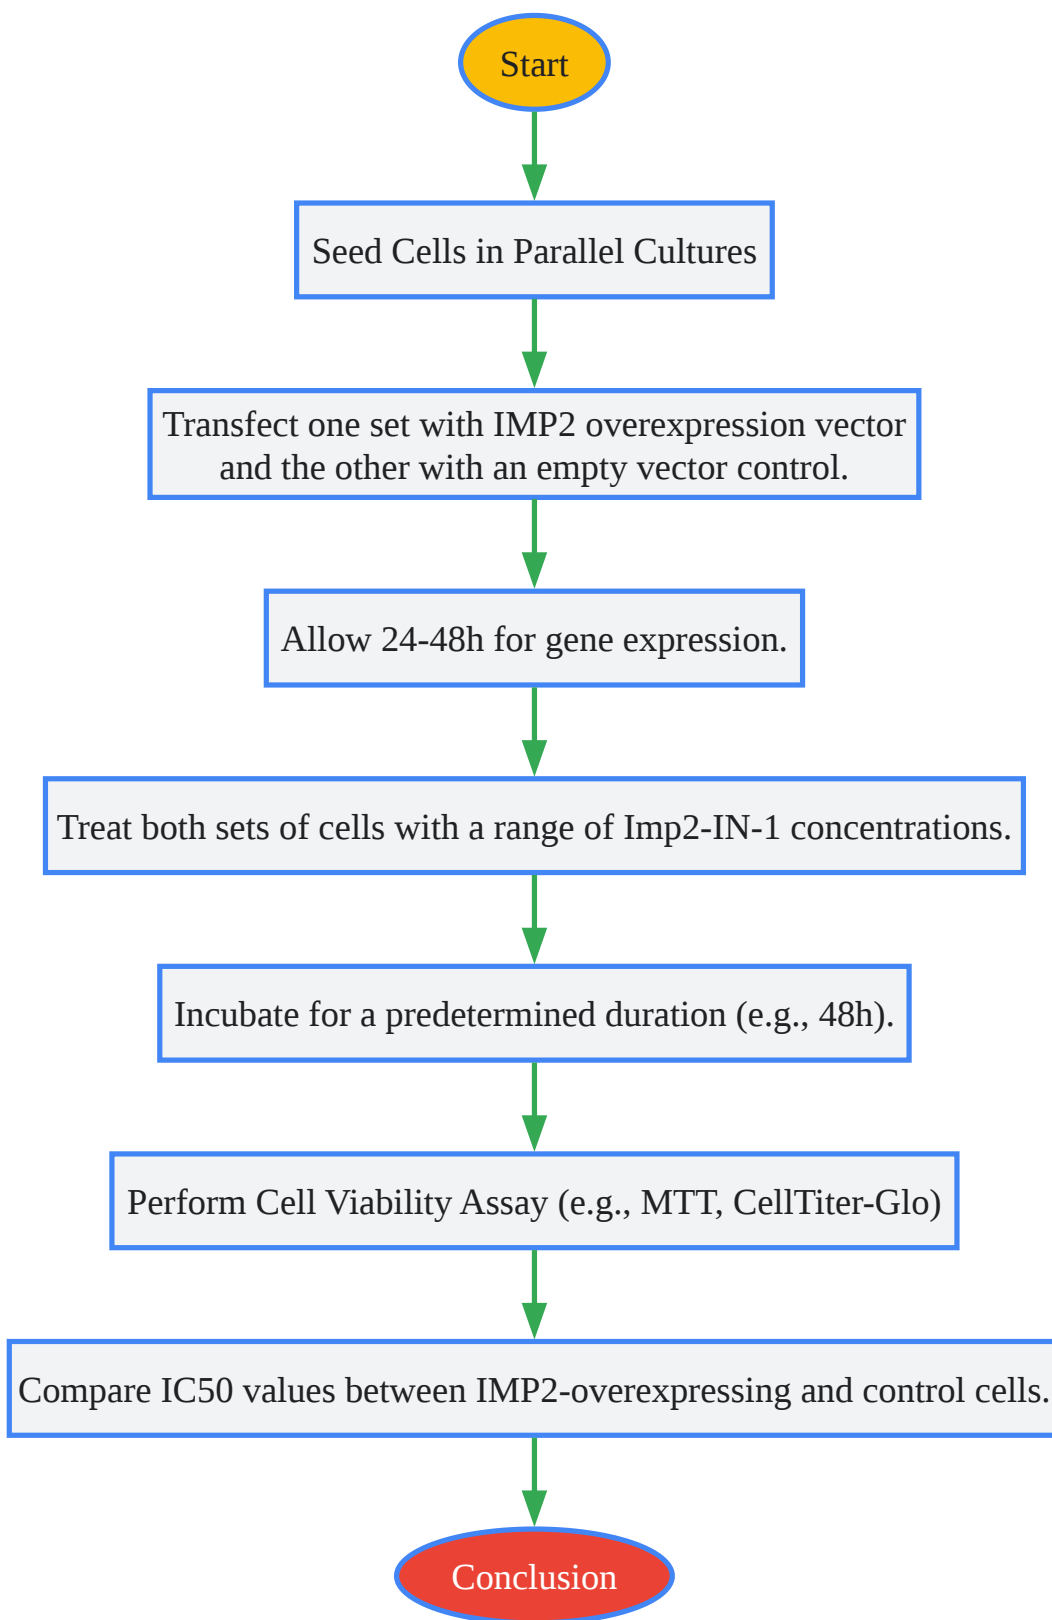 Start
Seed Cells in Parallel Cultures
Transfect one set with IMP2 overexpression vector
and the other with an empty vector control.
Allow 24-48h for gene expression.
Treat both sets of cells with a range of Imp2-IN-1 concentrations.
Incubate for a predetermined duration (e.g., 48h).
Perform Cell Viability Assay (e.g., MTT, CellTiter-Glo)
Compare IC50 values between IMP2-overexpressing and control cells.
Conclusion